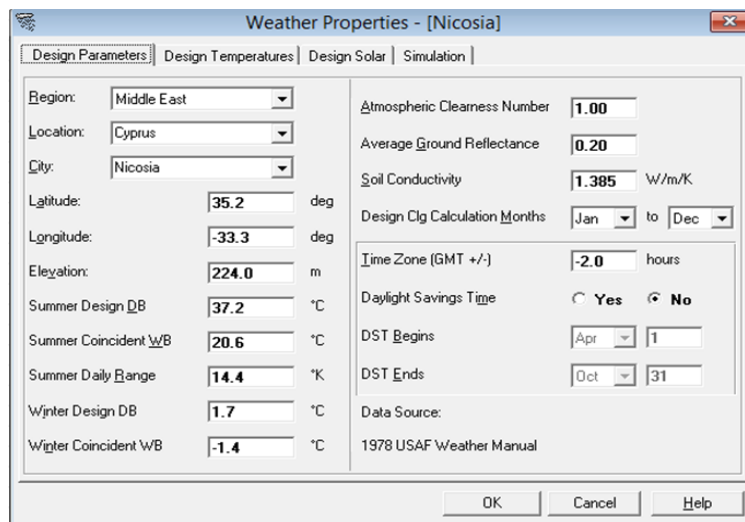 Weather Properties - [Nicosia]
Design Parameters Design Temperatures Design Solar Simulation
Region: Middle East
Location: Cyprus
City: Nicosia
Latitude: 35.2 deg
Longitude: -33.3 deg
Elevation: 224.0 m
Summer Design DB 37.2 °C
Summer Coincident WB 20.6 °C
Summer Daily Range 14.4 °K
Winter Design DB 1.7 °C
Winter Coincident WB -1.4 °C
Atmospheric Clearness Number 1.00
Average Ground Reflectance 0.20
Soil Conductivity 1.385 W/m/K
Design Clg Calculation Months Jan to Dec
Time Zone (GMT +/-) -2.0 hours
Daylight Savings Time Yes No
DST Begins Apr 1
DST Ends Oct 31
Data Source:
1978 USAF Weather Manual
OK Cancel Help